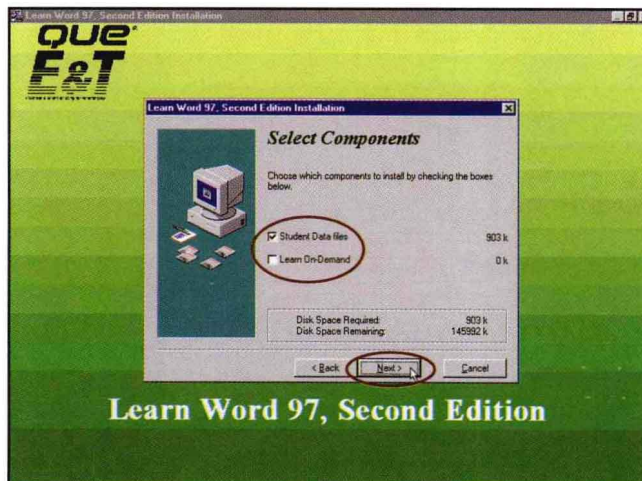 Learn Word 97, Second Edition Installation
que®
E&T
Learn Word 97, Second Edition Installation
Select Components
Choose which components to install by checking the boxes
below.
Student Data files 903 k
Learn On-Demand 0 k
Disk Space Required: 903 k
Disk Space Remaining: 145992 k
< Back
Next >
Cancel
Learn Word 97, Second Edition